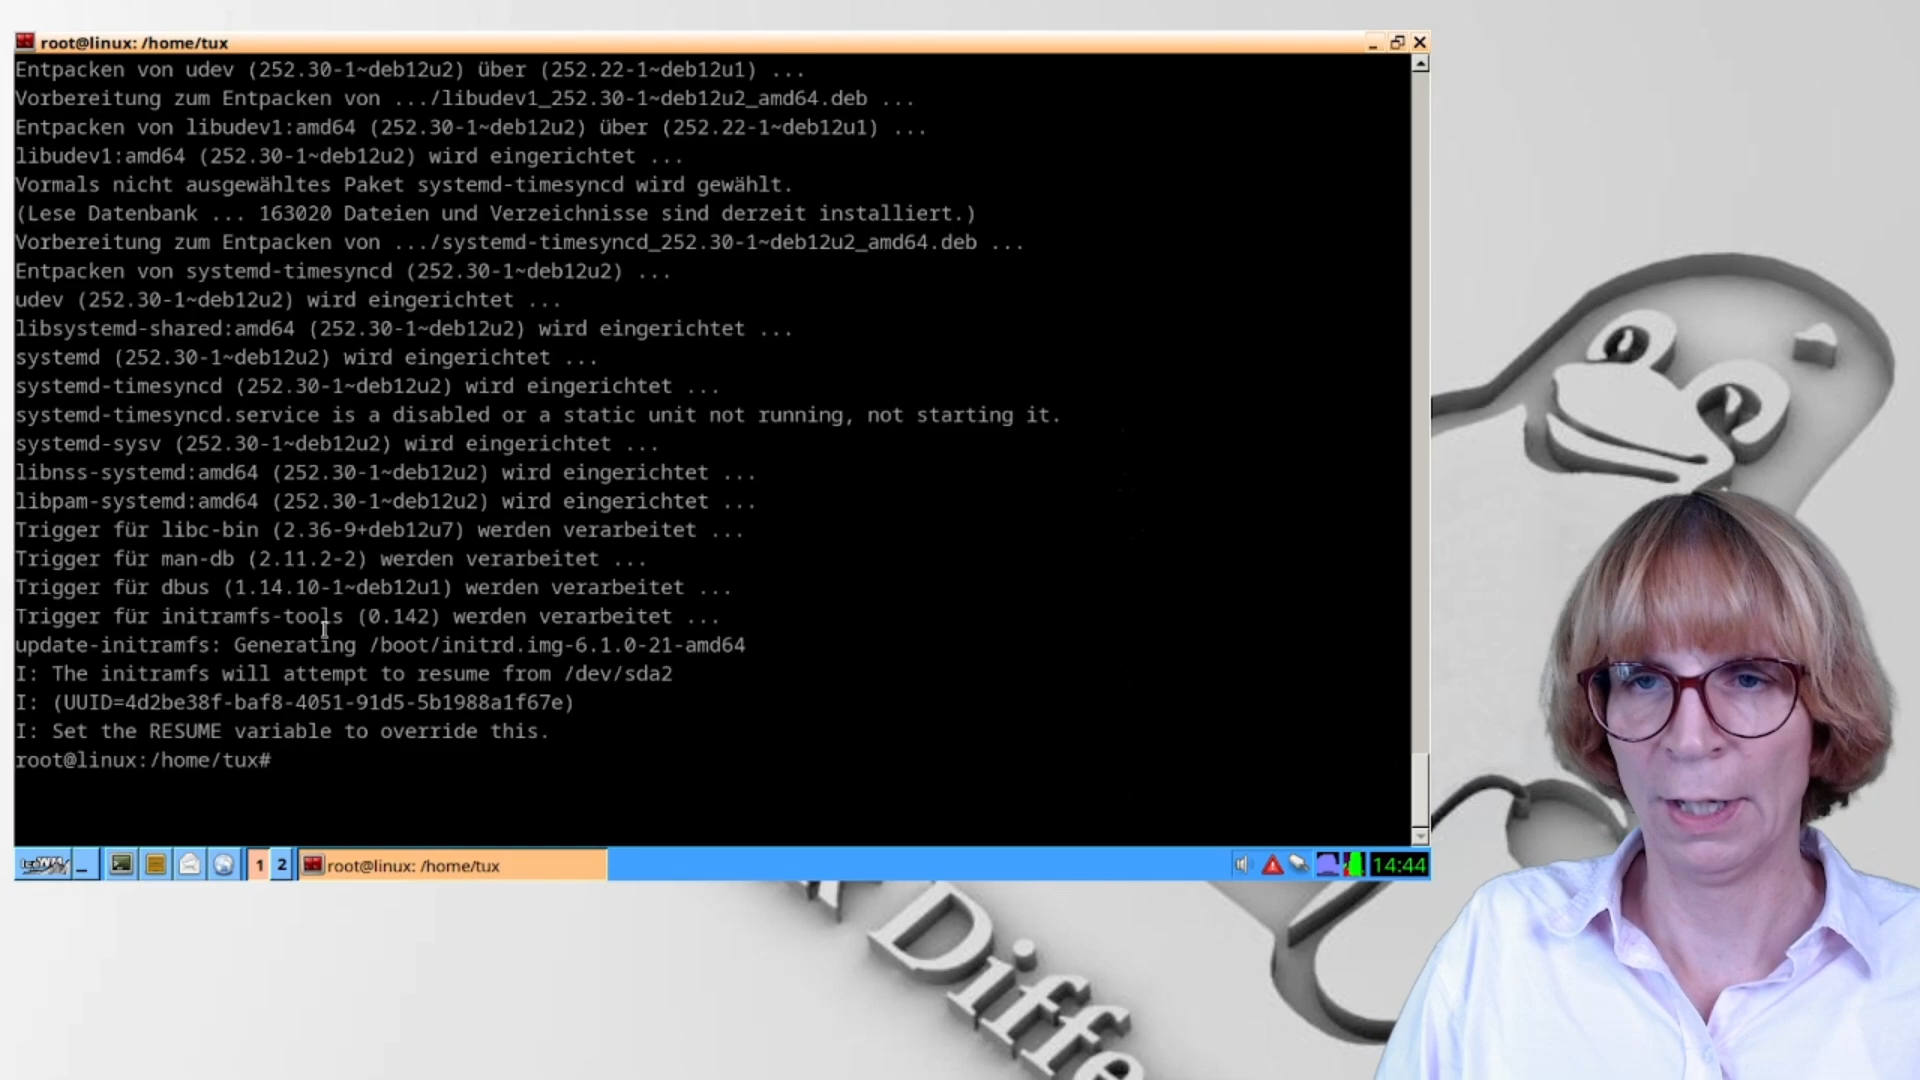 root@linux: /home/tux
Entpacken von udev (252.30-1~deb12u2) über (252.22-1~deb12u1) ...
Vorbereitung zum Entpacken von .../libudev1_252.30-1~deb12u2_amd64.deb ...
Entpacken von libudev1:amd64 (252.30-1~deb12u2) über (252.22-1~deb12u1) ...
libudev1:amd64 (252.30-1~deb12u2) wird eingerichtet ...
Vormals nicht ausgewähltes Paket systemd-timesyncd wird gewählt.
(Lese Datenbank ... 163020 Dateien und Verzeichnisse sind derzeit installiert.)
Vorbereitung zum Entpacken von .../systemd-timesyncd_252.30-1~deb12u2_amd64.deb ...
Entpacken von systemd-timesyncd (252.30-1~deb12u2) ...
udev (252.30-1~deb12u2) wird eingerichtet ...
libsystemd-shared:amd64 (252.30-1~deb12u2) wird eingerichtet ...
systemd (252.30-1~deb12u2) wird eingerichtet ...
systemd-timesyncd (252.30-1~deb12u2) wird eingerichtet ...
systemd-timesyncd.service is a disabled or a static unit not running, not starting it.
systemd-sysv (252.30-1~deb12u2) wird eingerichtet ...
libnss-systemd:amd64 (252.30-1~deb12u2) wird eingerichtet ...
libpam-systemd:amd64 (252.30-1~deb12u2) wird eingerichtet ...
Trigger für libc-bin (2.36-9+deb12u7) werden verarbeitet ...
Trigger für man-db (2.11.2-2) werden verarbeitet ...
Trigger für dbus (1.14.10-1~deb12u1) werden verarbeitet ...
Trigger für initramfs-tools (0.142) werden verarbeitet ...
update-initramfs: Generating /boot/initrd.img-6.1.0-21-amd64
I: The initramfs will attempt to resume from /dev/sda2
I: (UUID=4d2be38f-baf8-4051-91d5-5b1988a1f67e)
I: Set the RESUME variable to override this.
root@linux:/home/tux#
IceWM 1 2 root@linux: /home/tux 14:44
Diffe